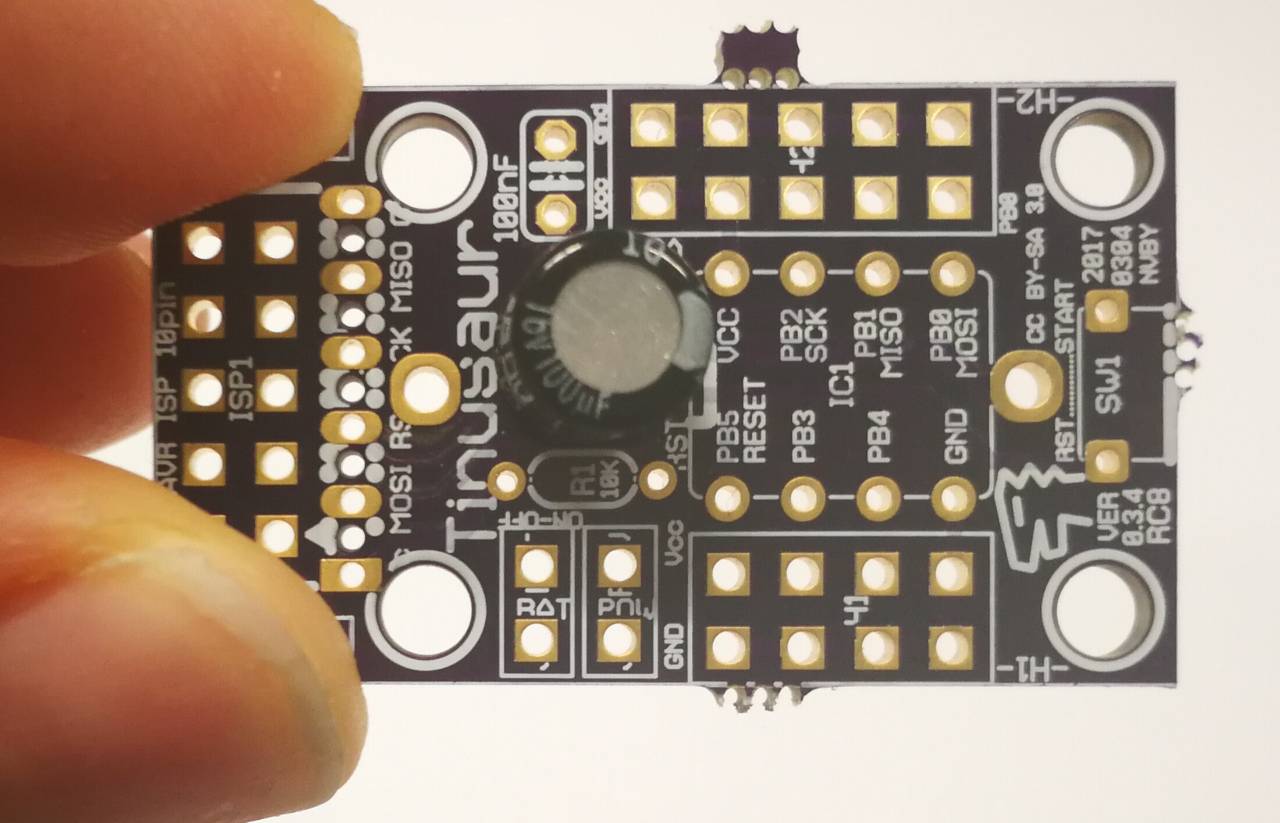 -H2-
Gnd
Vcc
100nF
PB0
CC BY-SA 3.0
2017
0304
NVBY
Tinusaur
AVR ISP 10pin
ISP1
MOSI
MISO
100uF
VCC
PB2
SCK
PB1
MISO
PB0
MOSI
IC1
PB5
RESET
PB3
PB4
GND
START
RST
SW1
R1
10K
VER
0.3.4
RC8
Vcc
GND
BAT
-H1-